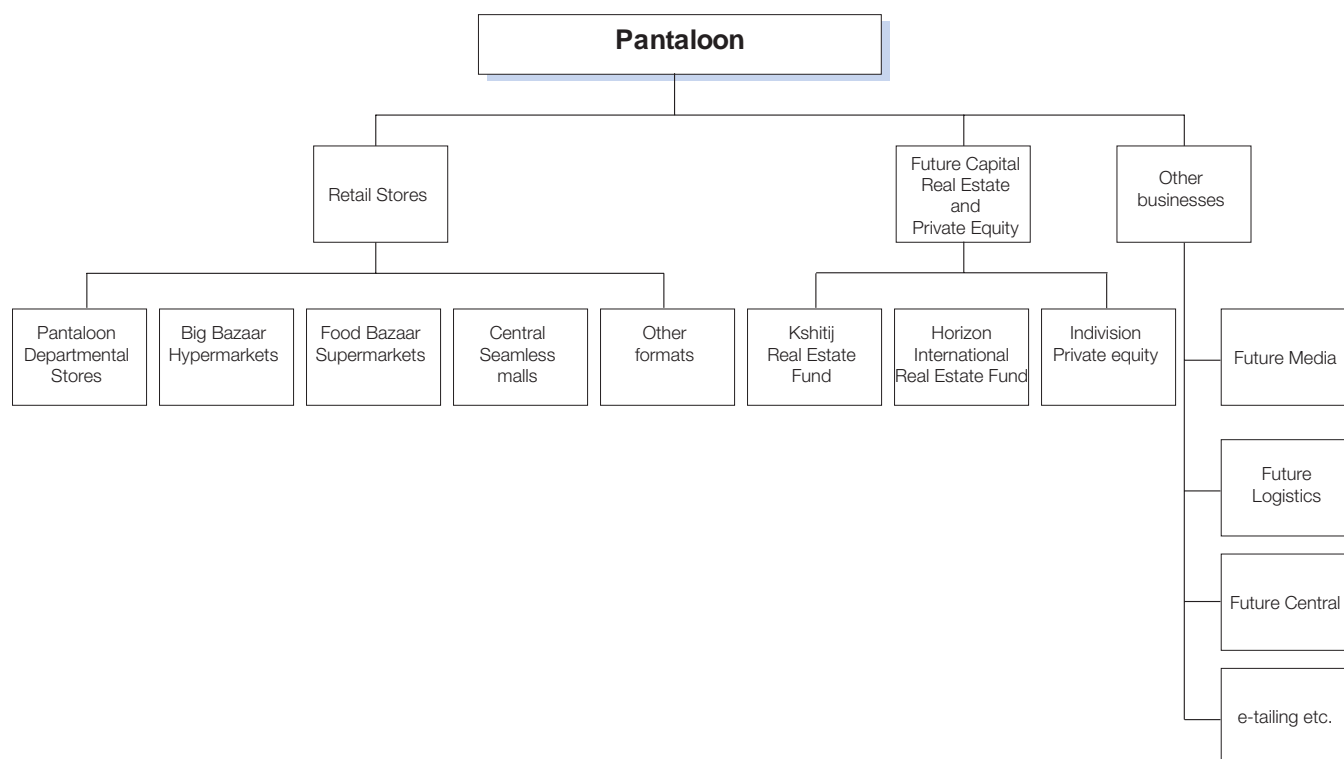 Pantaloon
Retail Stores
Future Capital
Real Estate
and
Private Equity
Other
businesses
Pantaloon
Departmental
Stores
Big Bazaar
Hypermarkets
Food Bazaar
Supermarkets
Central
Seamless
malls
Other
formats
Kshitij
Real Estate
Fund
Horizon
International
Real Estate Fund
Indivision
Private equity
Future Media
Future
Logistics
Future Central
e-tailing etc.